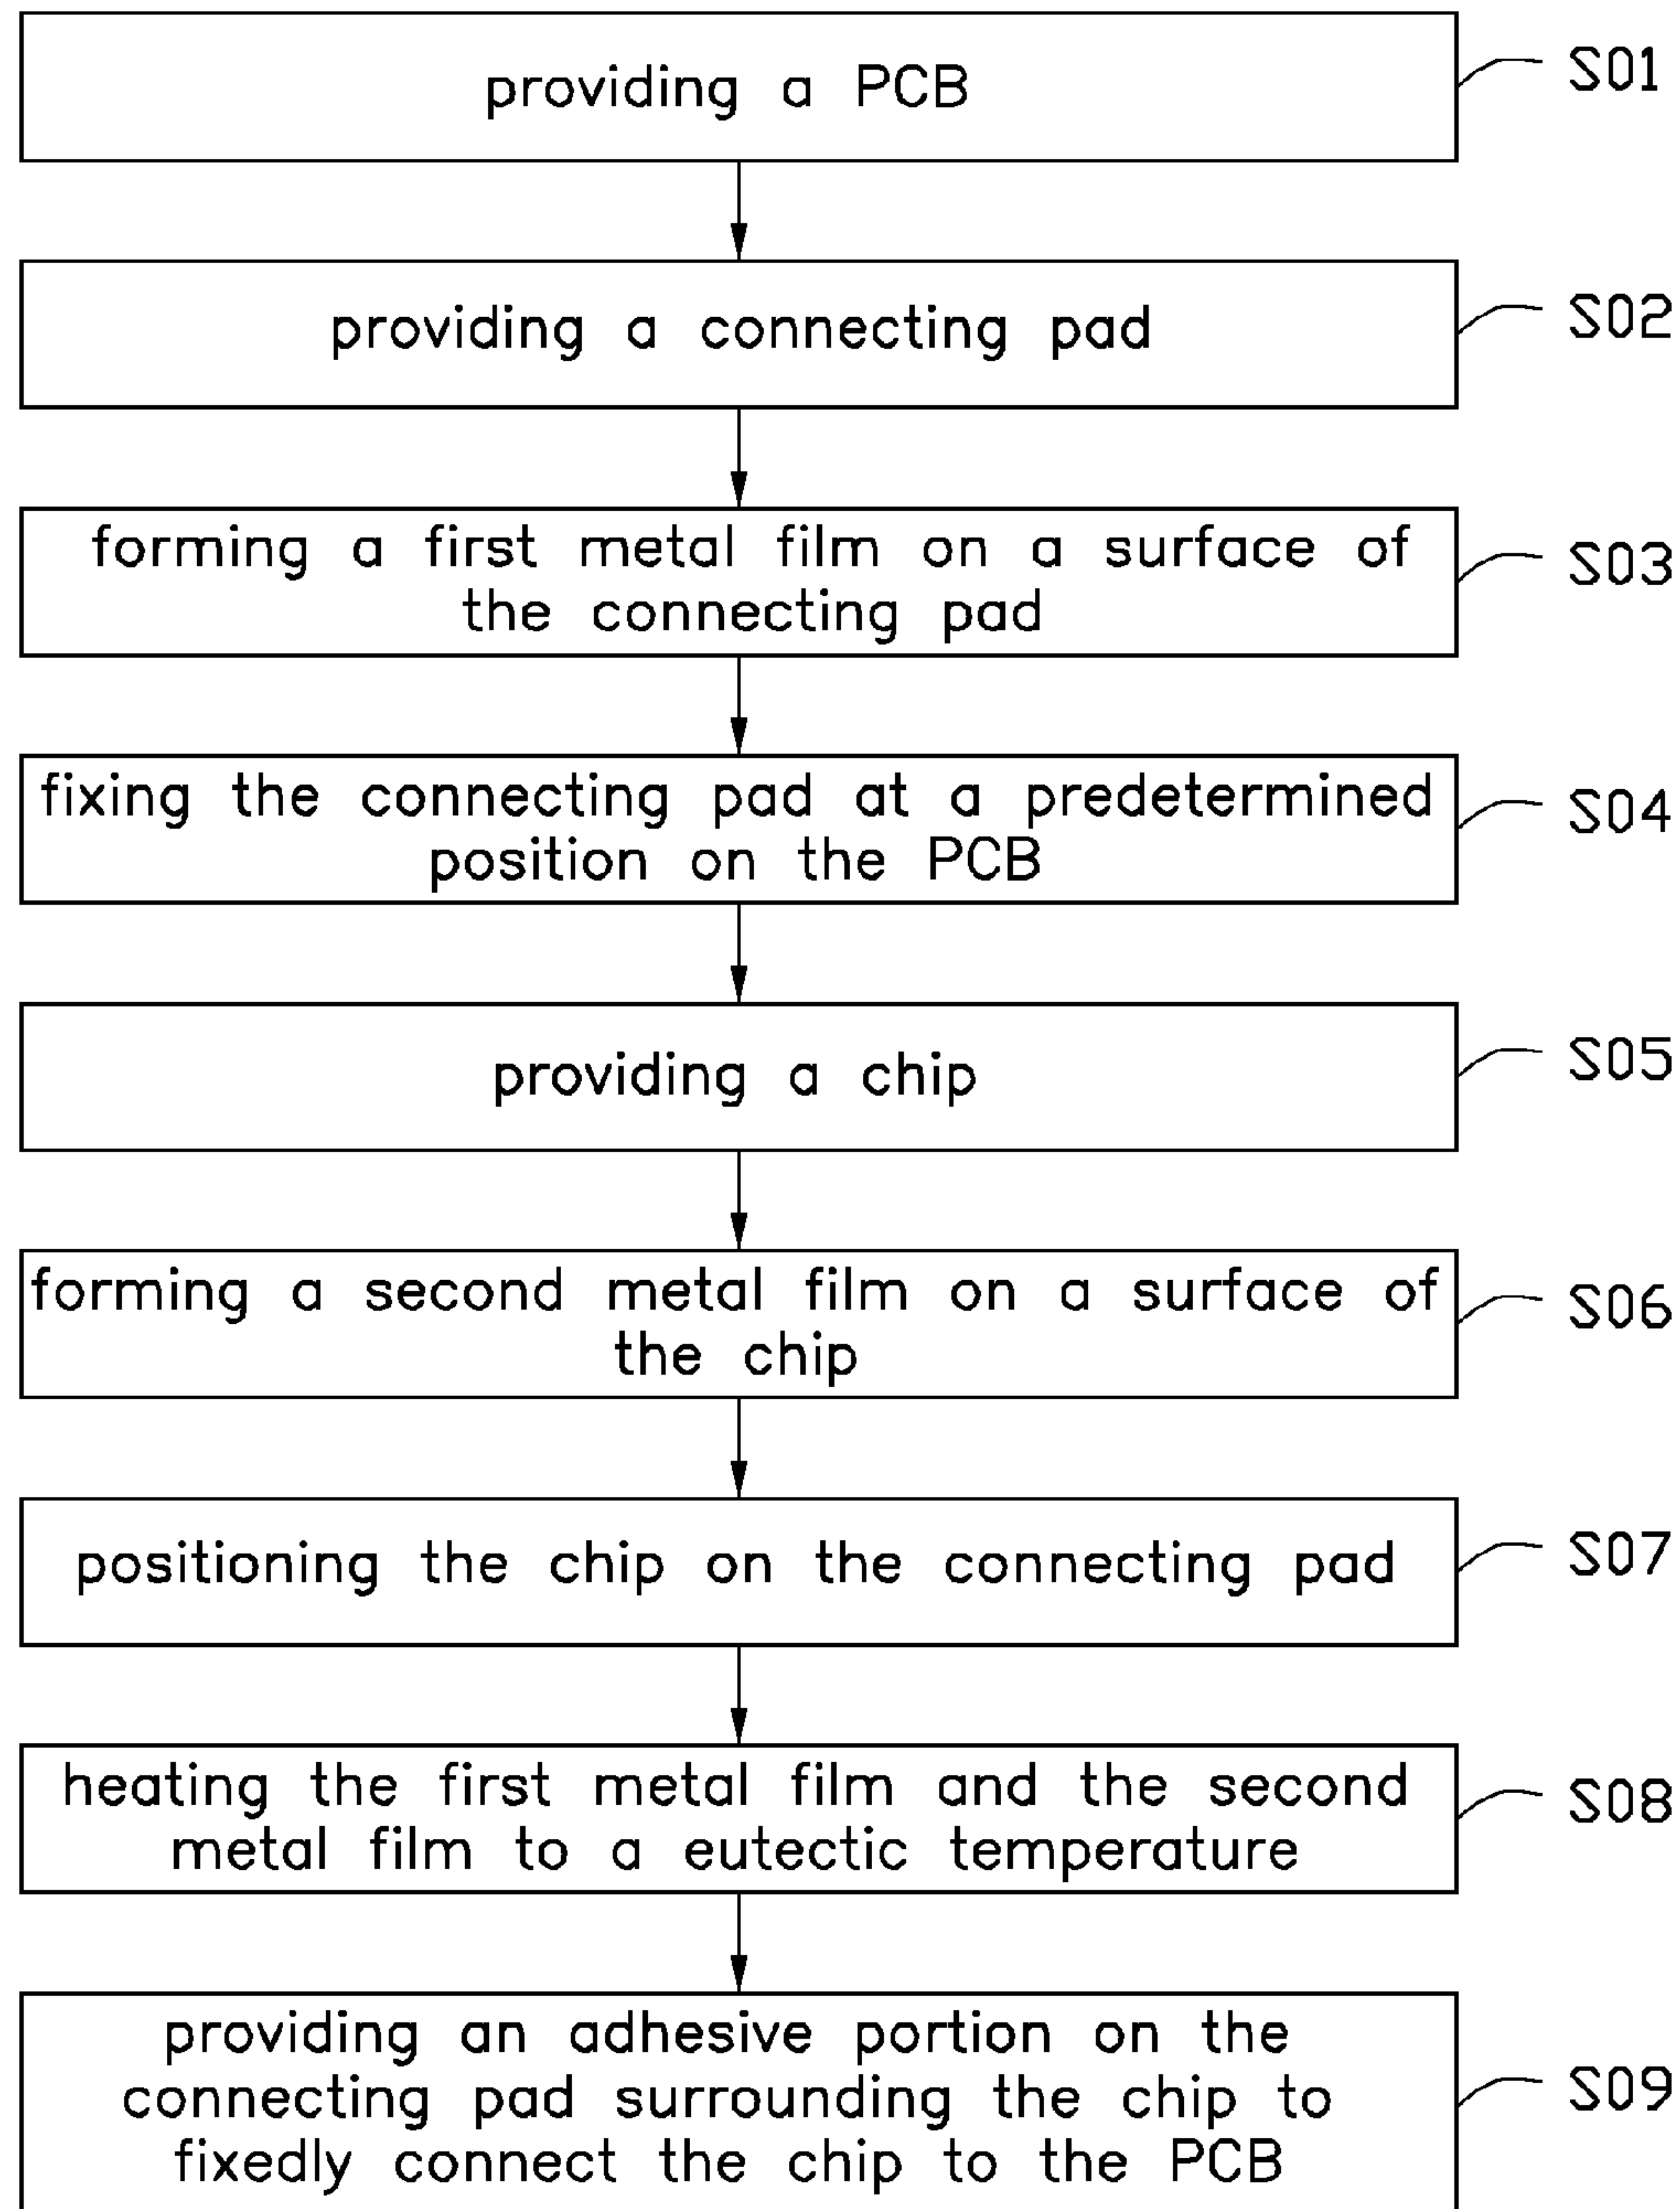 providing a PCB
S01
providing a connecting pad
S02
forming a first metal film on a surface of
the connecting pad
S03
fixing the connecting pad at a predetermined
position on the PCB
S04
providing a chip
S05
forming a second metal film on a surface of
the chip
S06
positioning the chip on the connecting pad
S07
heating the first metal film and the second
metal film to a eutectic temperature
S08
providing an adhesive portion on the
connecting pad surrounding the chip to
fixedly connect the chip to the PCB
S09